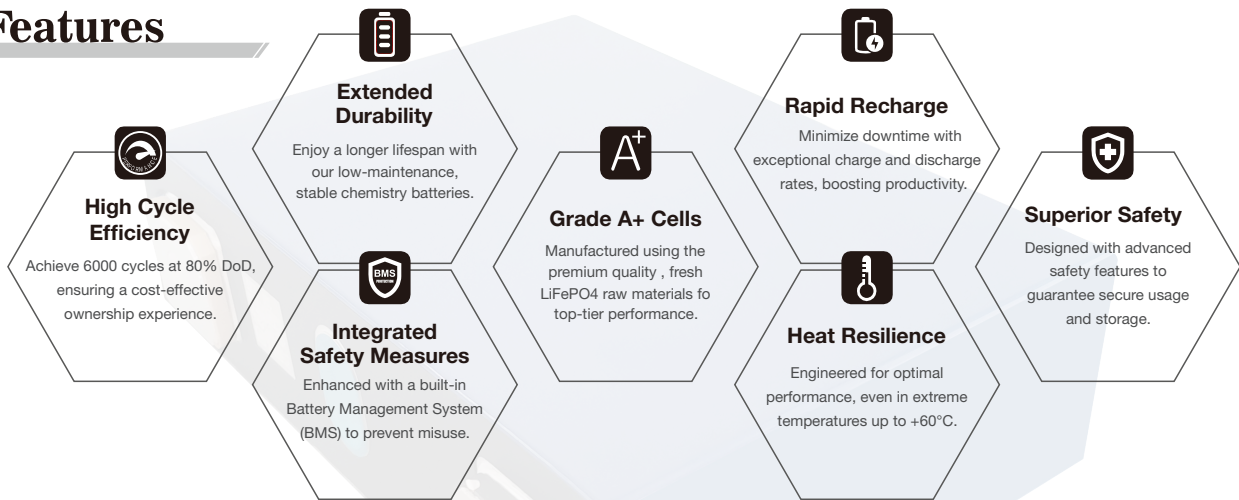 Features
High Cycle
Efficiency
Achieve 6000 cycles at 80% DoD,
ensuring a cost-effective
ownership experience.
Extended
Durability
Enjoy a longer lifespan with
our low-maintenance,
stable chemistry batteries.
BMS
PROTECTION
Integrated
Safety Measures
Enhanced with a built-in
Battery Management System
(BMS) to prevent misuse.
A+
Grade A+ Cells
Manufactured using the
premium quality , fresh
LiFePO4 raw materials fo
top-tier performance.
Rapid Recharge
Minimize downtime with
exceptional charge and discharge
rates, boosting productivity.
Heat Resilience
Engineered for optimal
performance, even in extreme
temperatures up to +60°C.
Superior Safety
Designed with advanced
safety features to
guarantee secure usage
and storage.